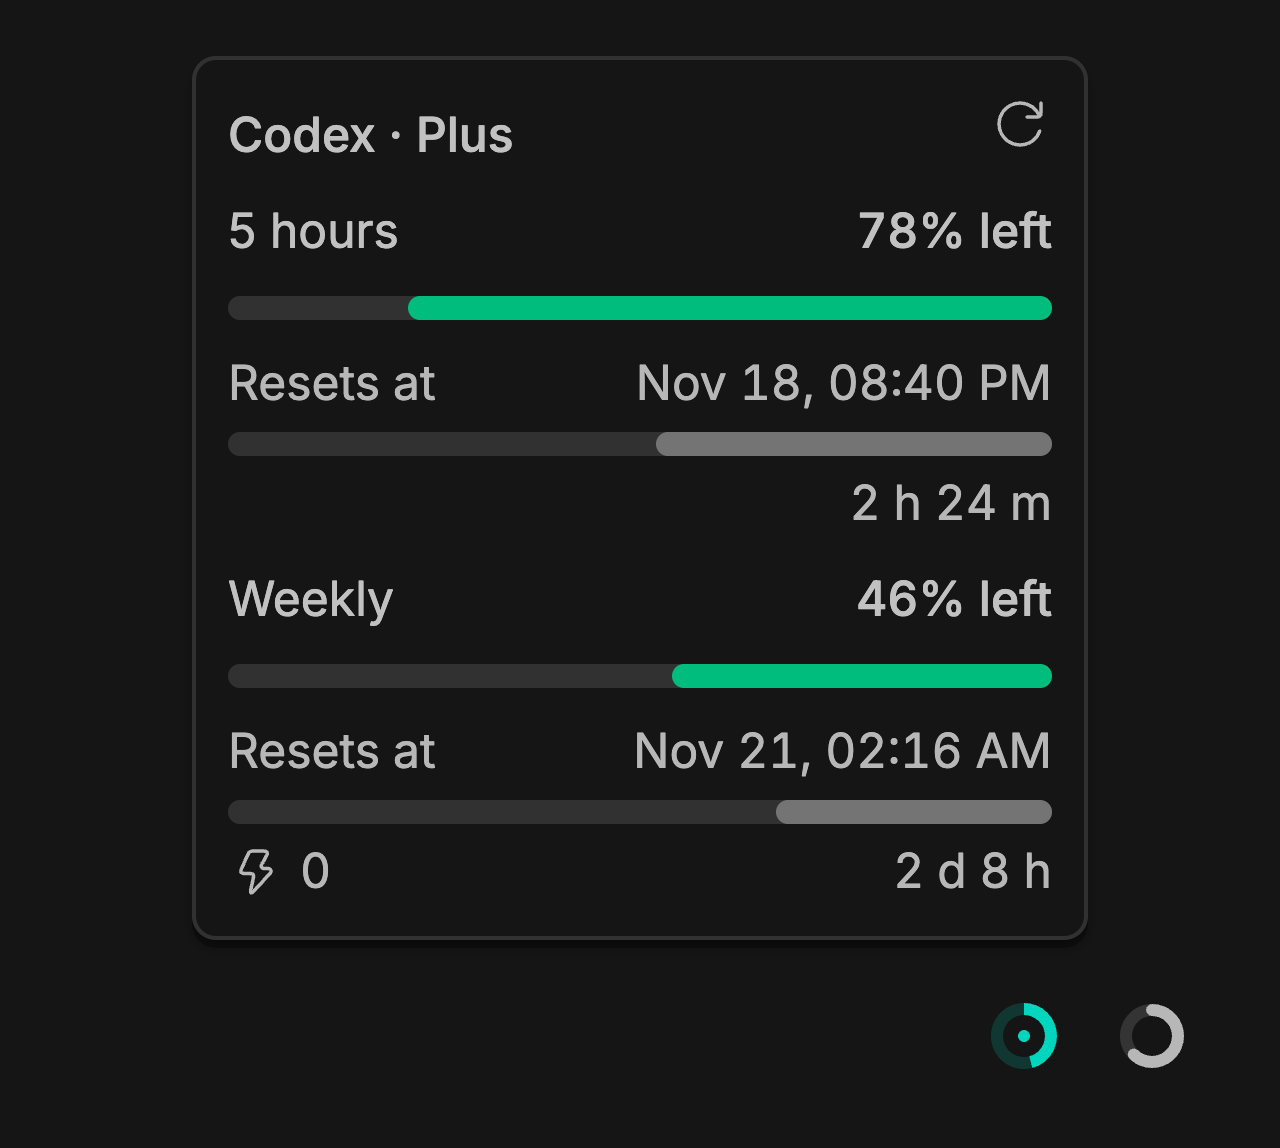 Codex · Plus
5 hours 78% left
Resets at Nov 18, 08:40 PM
2 h 24 m
Weekly 46% left
Resets at Nov 21, 02:16 AM
0 2 d 8 h